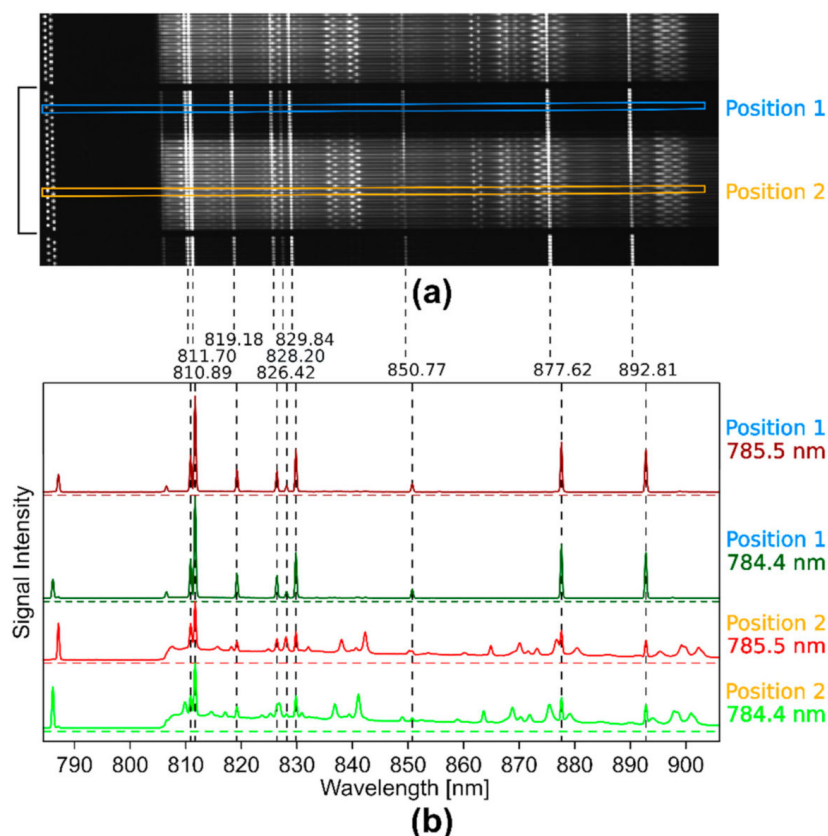 Position 1
Position 2
(a)
819.18 829.84
811.70 828.20
810.89 826.42 850.77 877.62 892.81
Position 1
785.5 nm
Position 1
784.4 nm
Position 2
785.5 nm
Position 2
784.4 nm
Signal Intensity
790 800 810 820 830 840 850 860 870 880 890 900
Wavelength [nm]
(b)